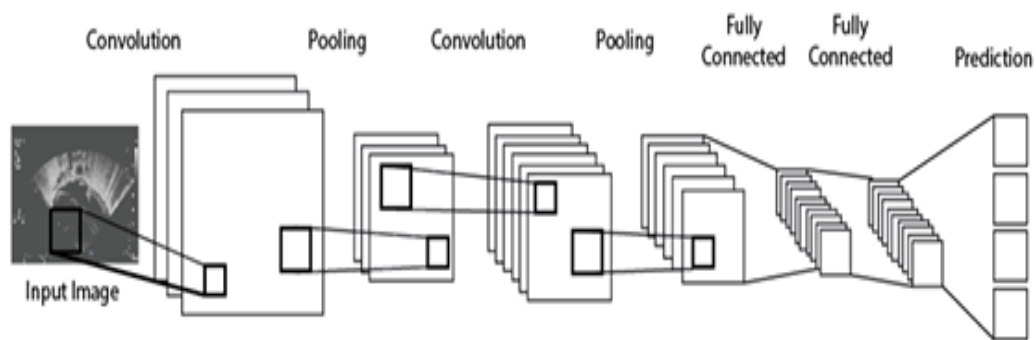 Convolution
Pooling
Convolution
Pooling
Fully
Connected
Fully
Connected
Prediction
Input Image